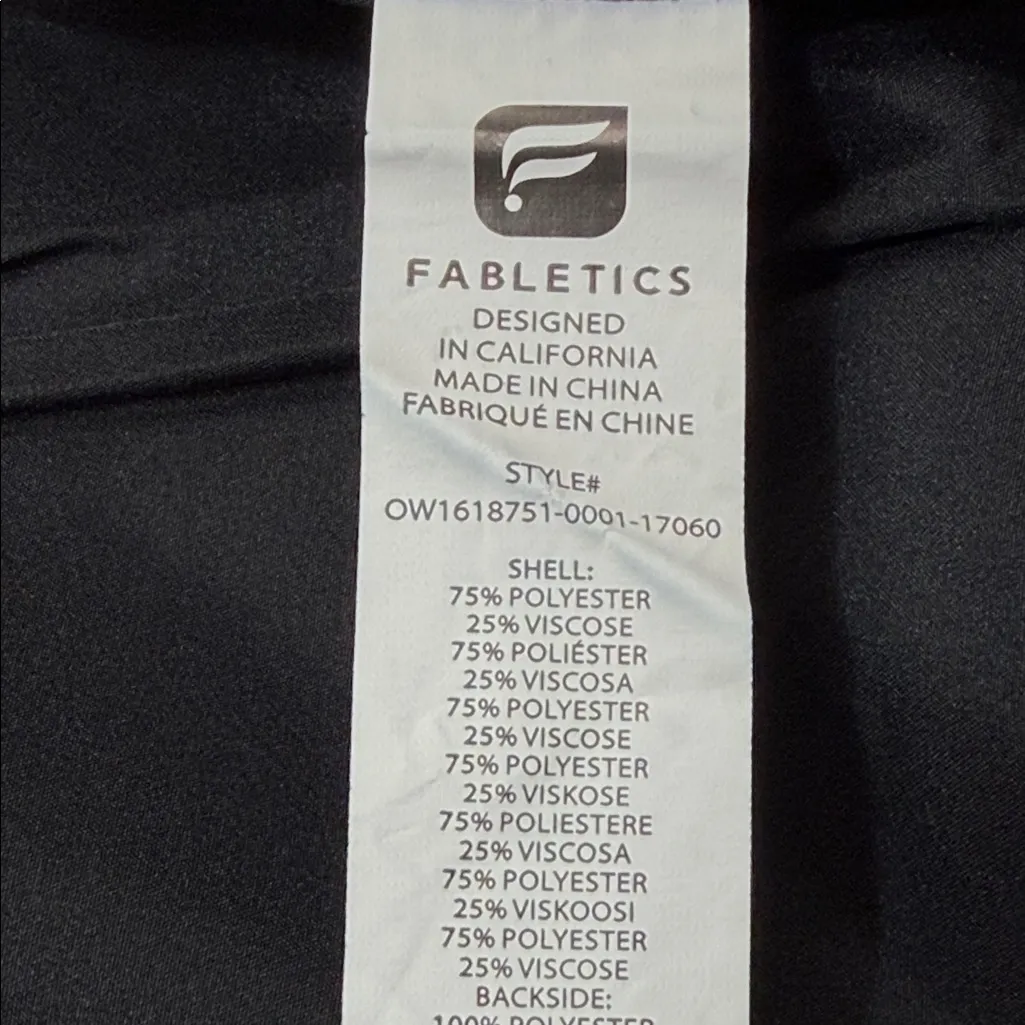 FABLETICS
DESIGNED
IN CALIFORNIA
MADE IN CHINA
FABRIQUÉ EN CHINE
STYLE#
OW1618751-0001-17060
SHELL:
75% POLYESTER
25% VISCOSE
75% POLIÉSTER
25% VISCOSA
75% POLYESTER
25% VISCOSE
75% POLYESTER
25% VISKOSE
75% POLIESTERE
25% VISCOSA
75% POLYESTER
25% VISKOOSI
75% POLYESTER
25% VISCOSE
BACKSIDE:
100% POLYESTER